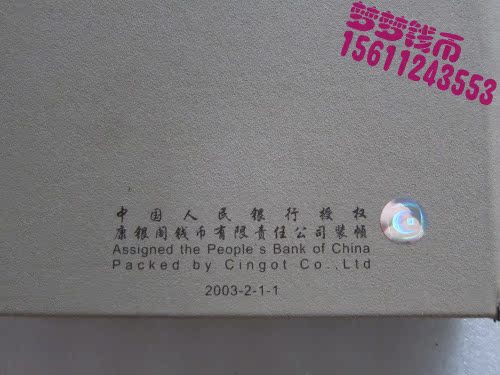 梦梦钱币
15611243553
中国人民银行授权
康银阁钱币有限责任公司装帧
Assigned the People's Bank of China
Packed by Cingot Co.,Ltd
2003-2-1-1